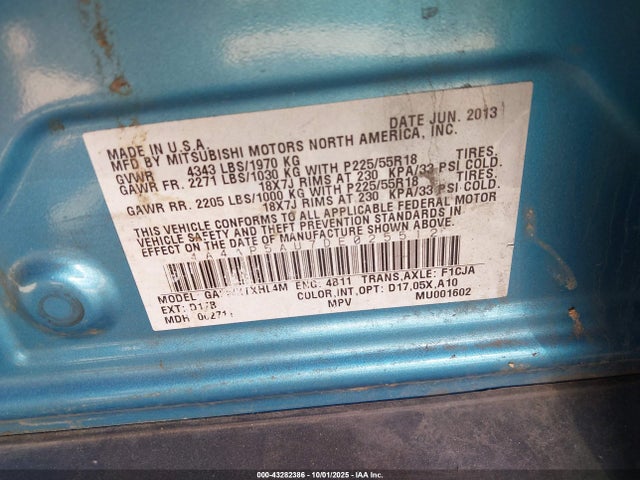 MADE IN U.S.A. DATE JUN. 2013
MFD BY MITSUBISHI MOTORS NORTH AMERICA, INC.
GVWR 4343 LBS/1970 KG
GAWR FR. 2271 LBS/1030 KG WITH P225/55R18 TIRES,
18X7J RIMS AT 230 KPA/33 PSI COLD.
GAWR RR. 2205 LBS/1000 KG WITH P225/55R18 TIRES,
18X7J RIMS AT 230 KPA/33 PSI COLD.
THIS VEHICLE CONFORMS TO ALL APPLICABLE FEDERAL MOTOR
VEHICLE SAFETY AND THEFT PREVENTION STANDARDS IN
EFFECT ON THE DATE OF MANUFACTURE SHOWN ABOVE.
MODEL: ENG: 4B11 TRANS,AXLE: F1CJA
EXT: COLOR,INT,OPT: D17,05X,A10
MDH MPV MU001602
000-43282386 - 10/01/2025 - IAA Inc.